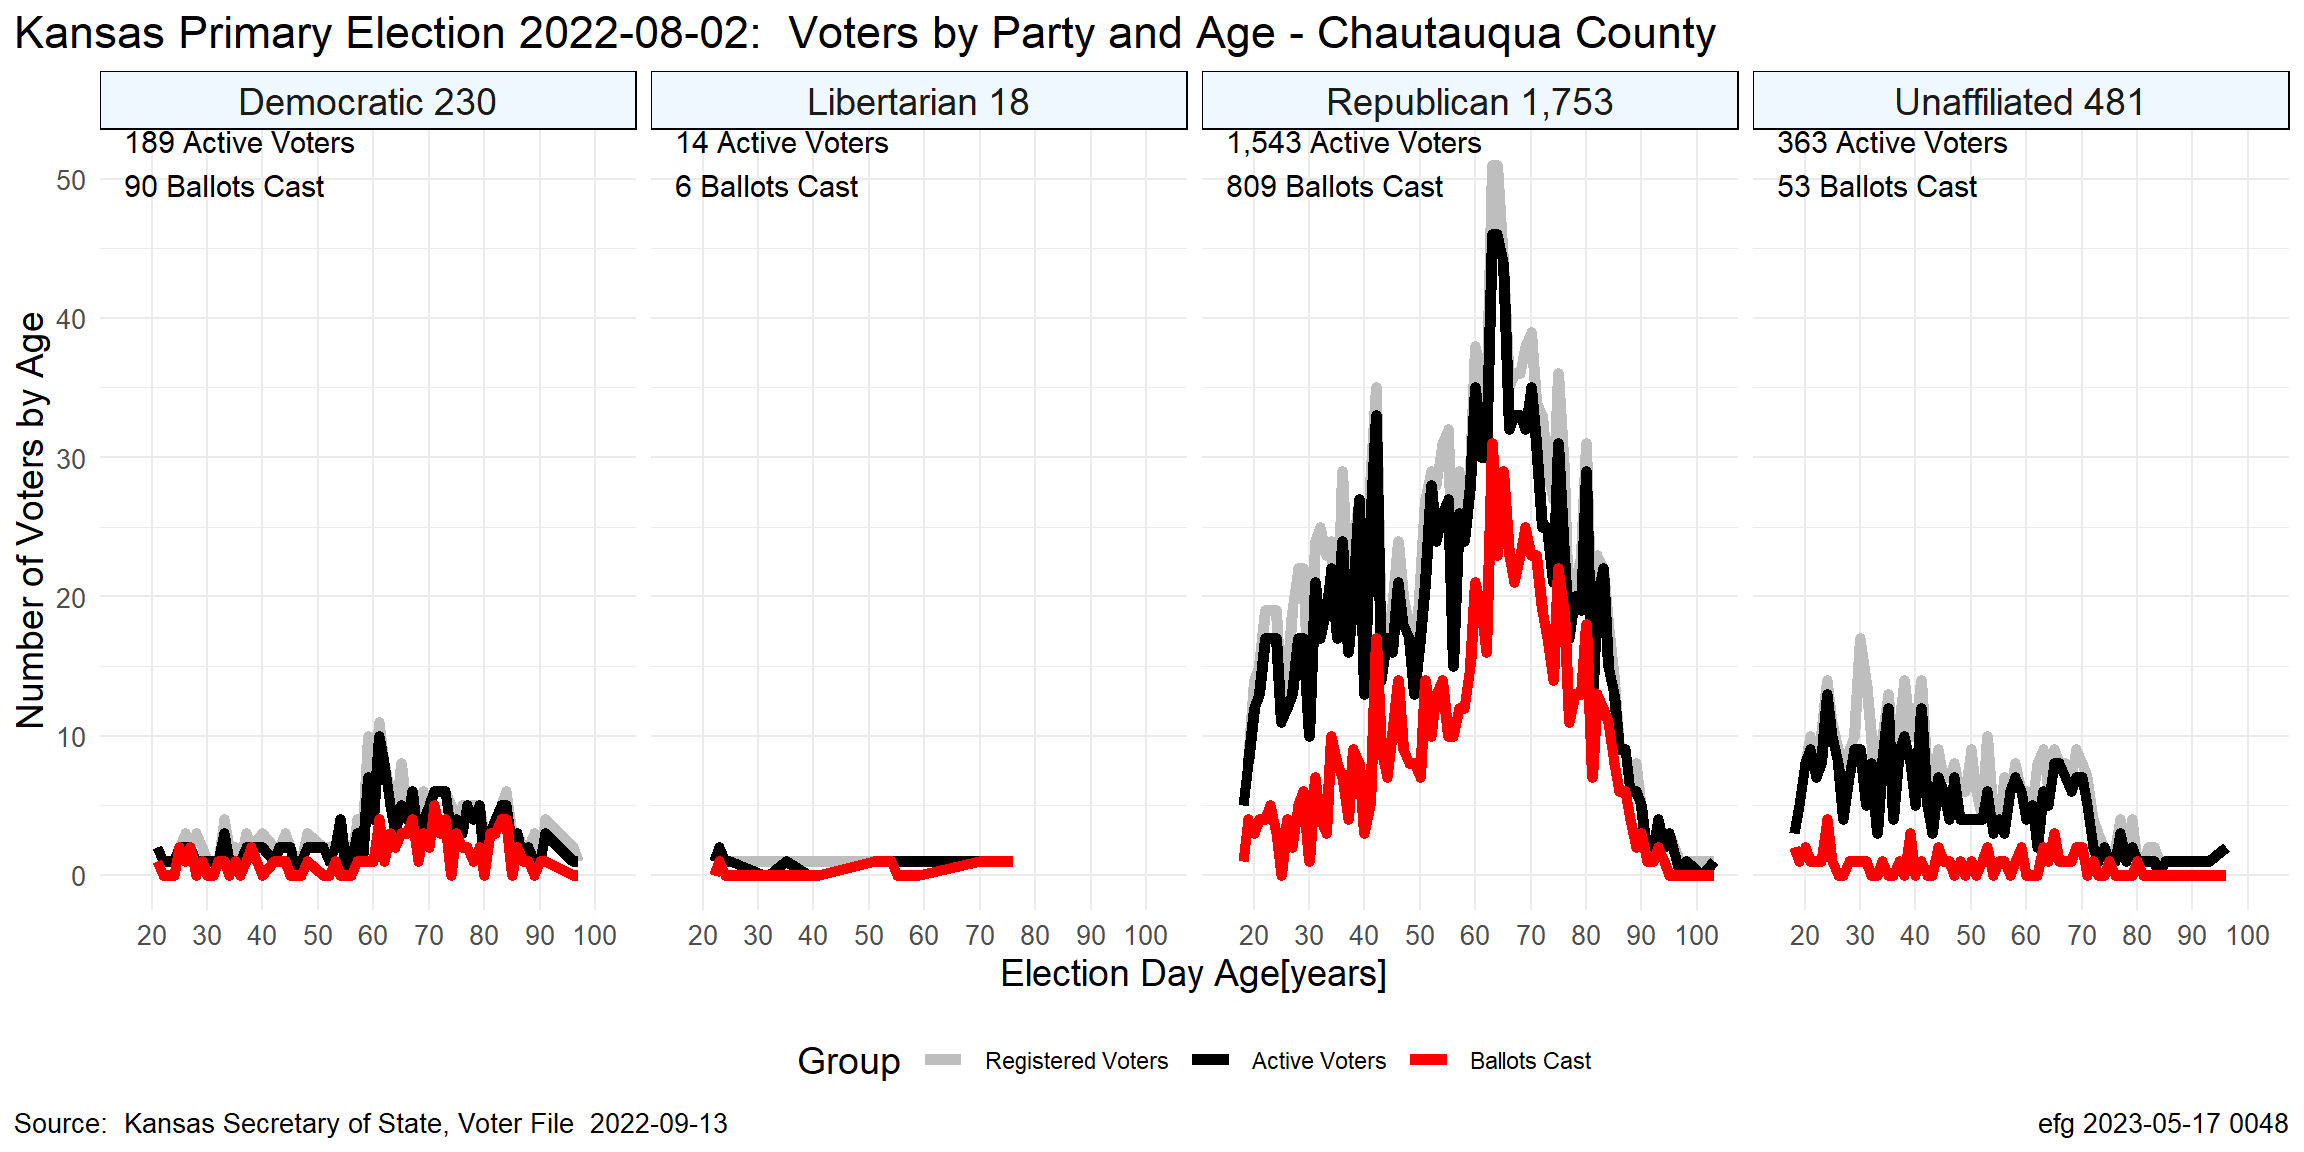 Kansas Primary Election 2022-08-02:  Voters by Party and Age - Chautauqua County
Democratic 230
Libertarian 18
Republican 1,753
Unaffiliated 481
189 Active Voters
90 Ballots Cast
14 Active Voters
6 Ballots Cast
1,543 Active Voters
809 Ballots Cast
363 Active Voters
53 Ballots Cast
Number of Voters by Age
50
40
30
20
10
0
20 30 40 50 60 70 80 90 100
20 30 40 50 60 70 80 90 100
20 30 40 50 60 70 80 90 100
20 30 40 50 60 70 80 90 100
Election Day Age[years]
Group Registered Voters Active Voters Ballots Cast
Source:  Kansas Secretary of State, Voter File  2022-09-13
efg 2023-05-17 0048